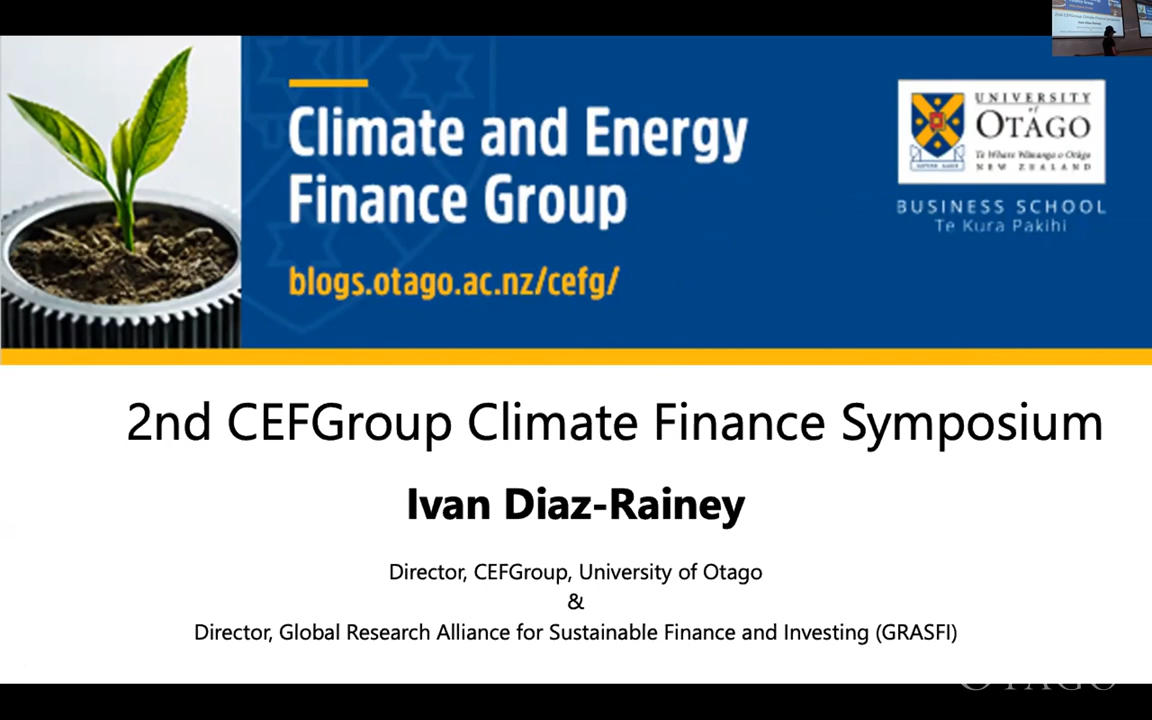 Climate and Energy
Finance Group
blogs.otago.ac.nz/cefg/
UNIVERSITY
of
OTAGO
Te Whare Wānanga o Otāgo
NEW ZEALAND
BUSINESS SCHOOL
Te Kura Pakihi
2nd CEFGroup Climate Finance Symposium
Ivan Diaz-Rainey
Director, CEFGroup, University of Otago
&
Director, Global Research Alliance for Sustainable Finance and Investing (GRASFI)
OTAGO